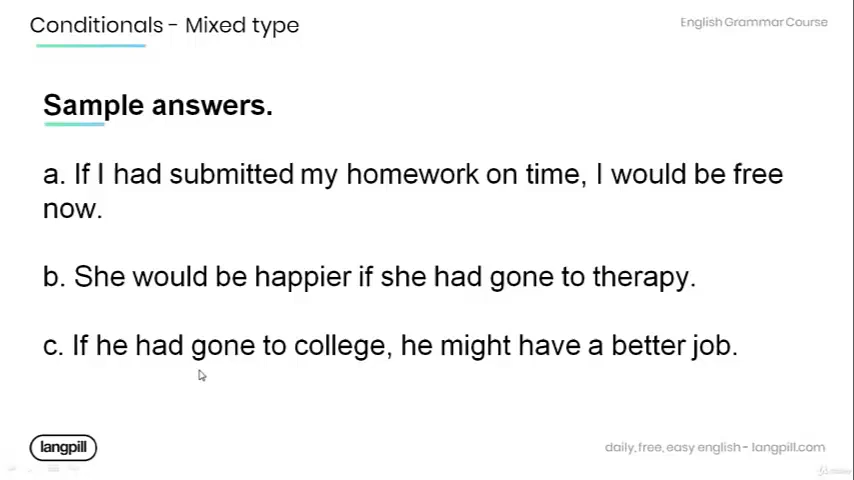 Conditionals - Mixed type
English Grammar Course
Sample answers.
a. If I had submitted my homework on time, I would be free
now.
b. She would be happier if she had gone to therapy.
c. If he had gone to college, he might have a better job.
langpill
daily, free, easy english - langpill.com